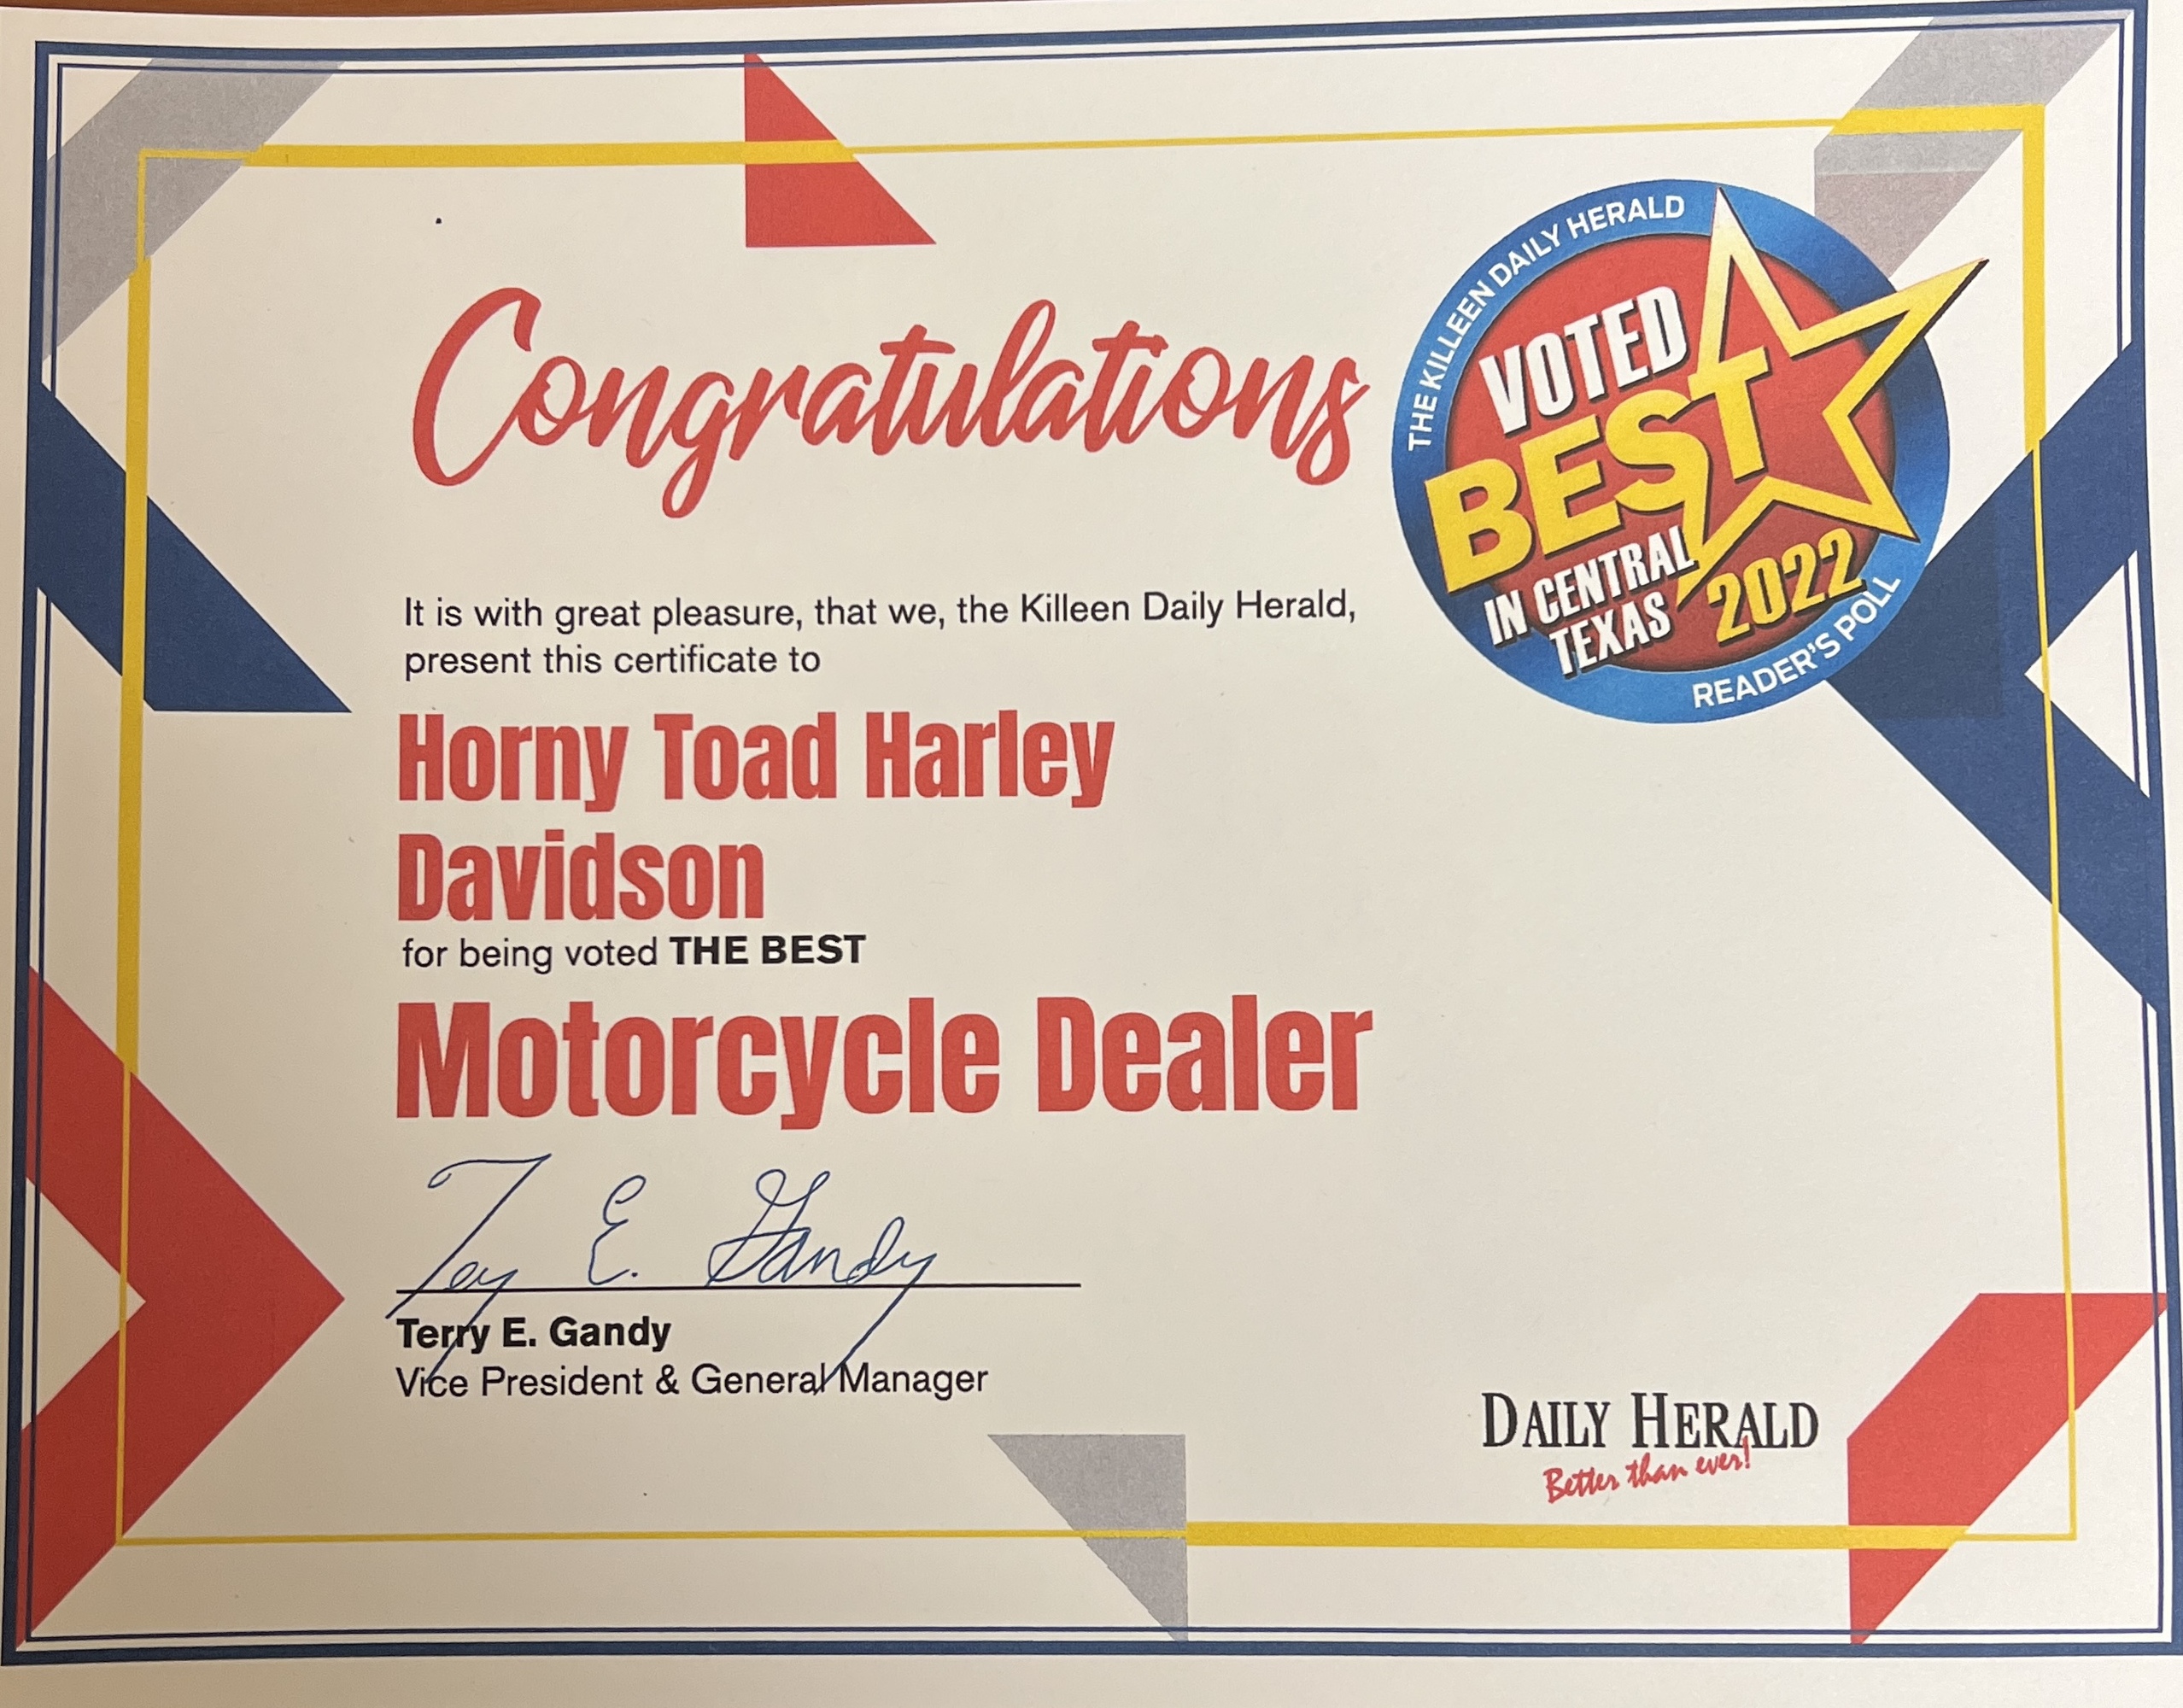 Congratulations
THE KILLEEN DAILY HERALD
VOTED
BEST
IN CENTRAL
TEXAS
2022
READER'S POLL
It is with great pleasure, that we, the Killeen Daily Herald,
present this certificate to
Horny Toad Harley
Davidson
for being voted THE BEST
Motorcycle Dealer
Terry E. Gandy
Terry E. Gandy
Vice President & General Manager
DAILY HERALD
Better than ever!